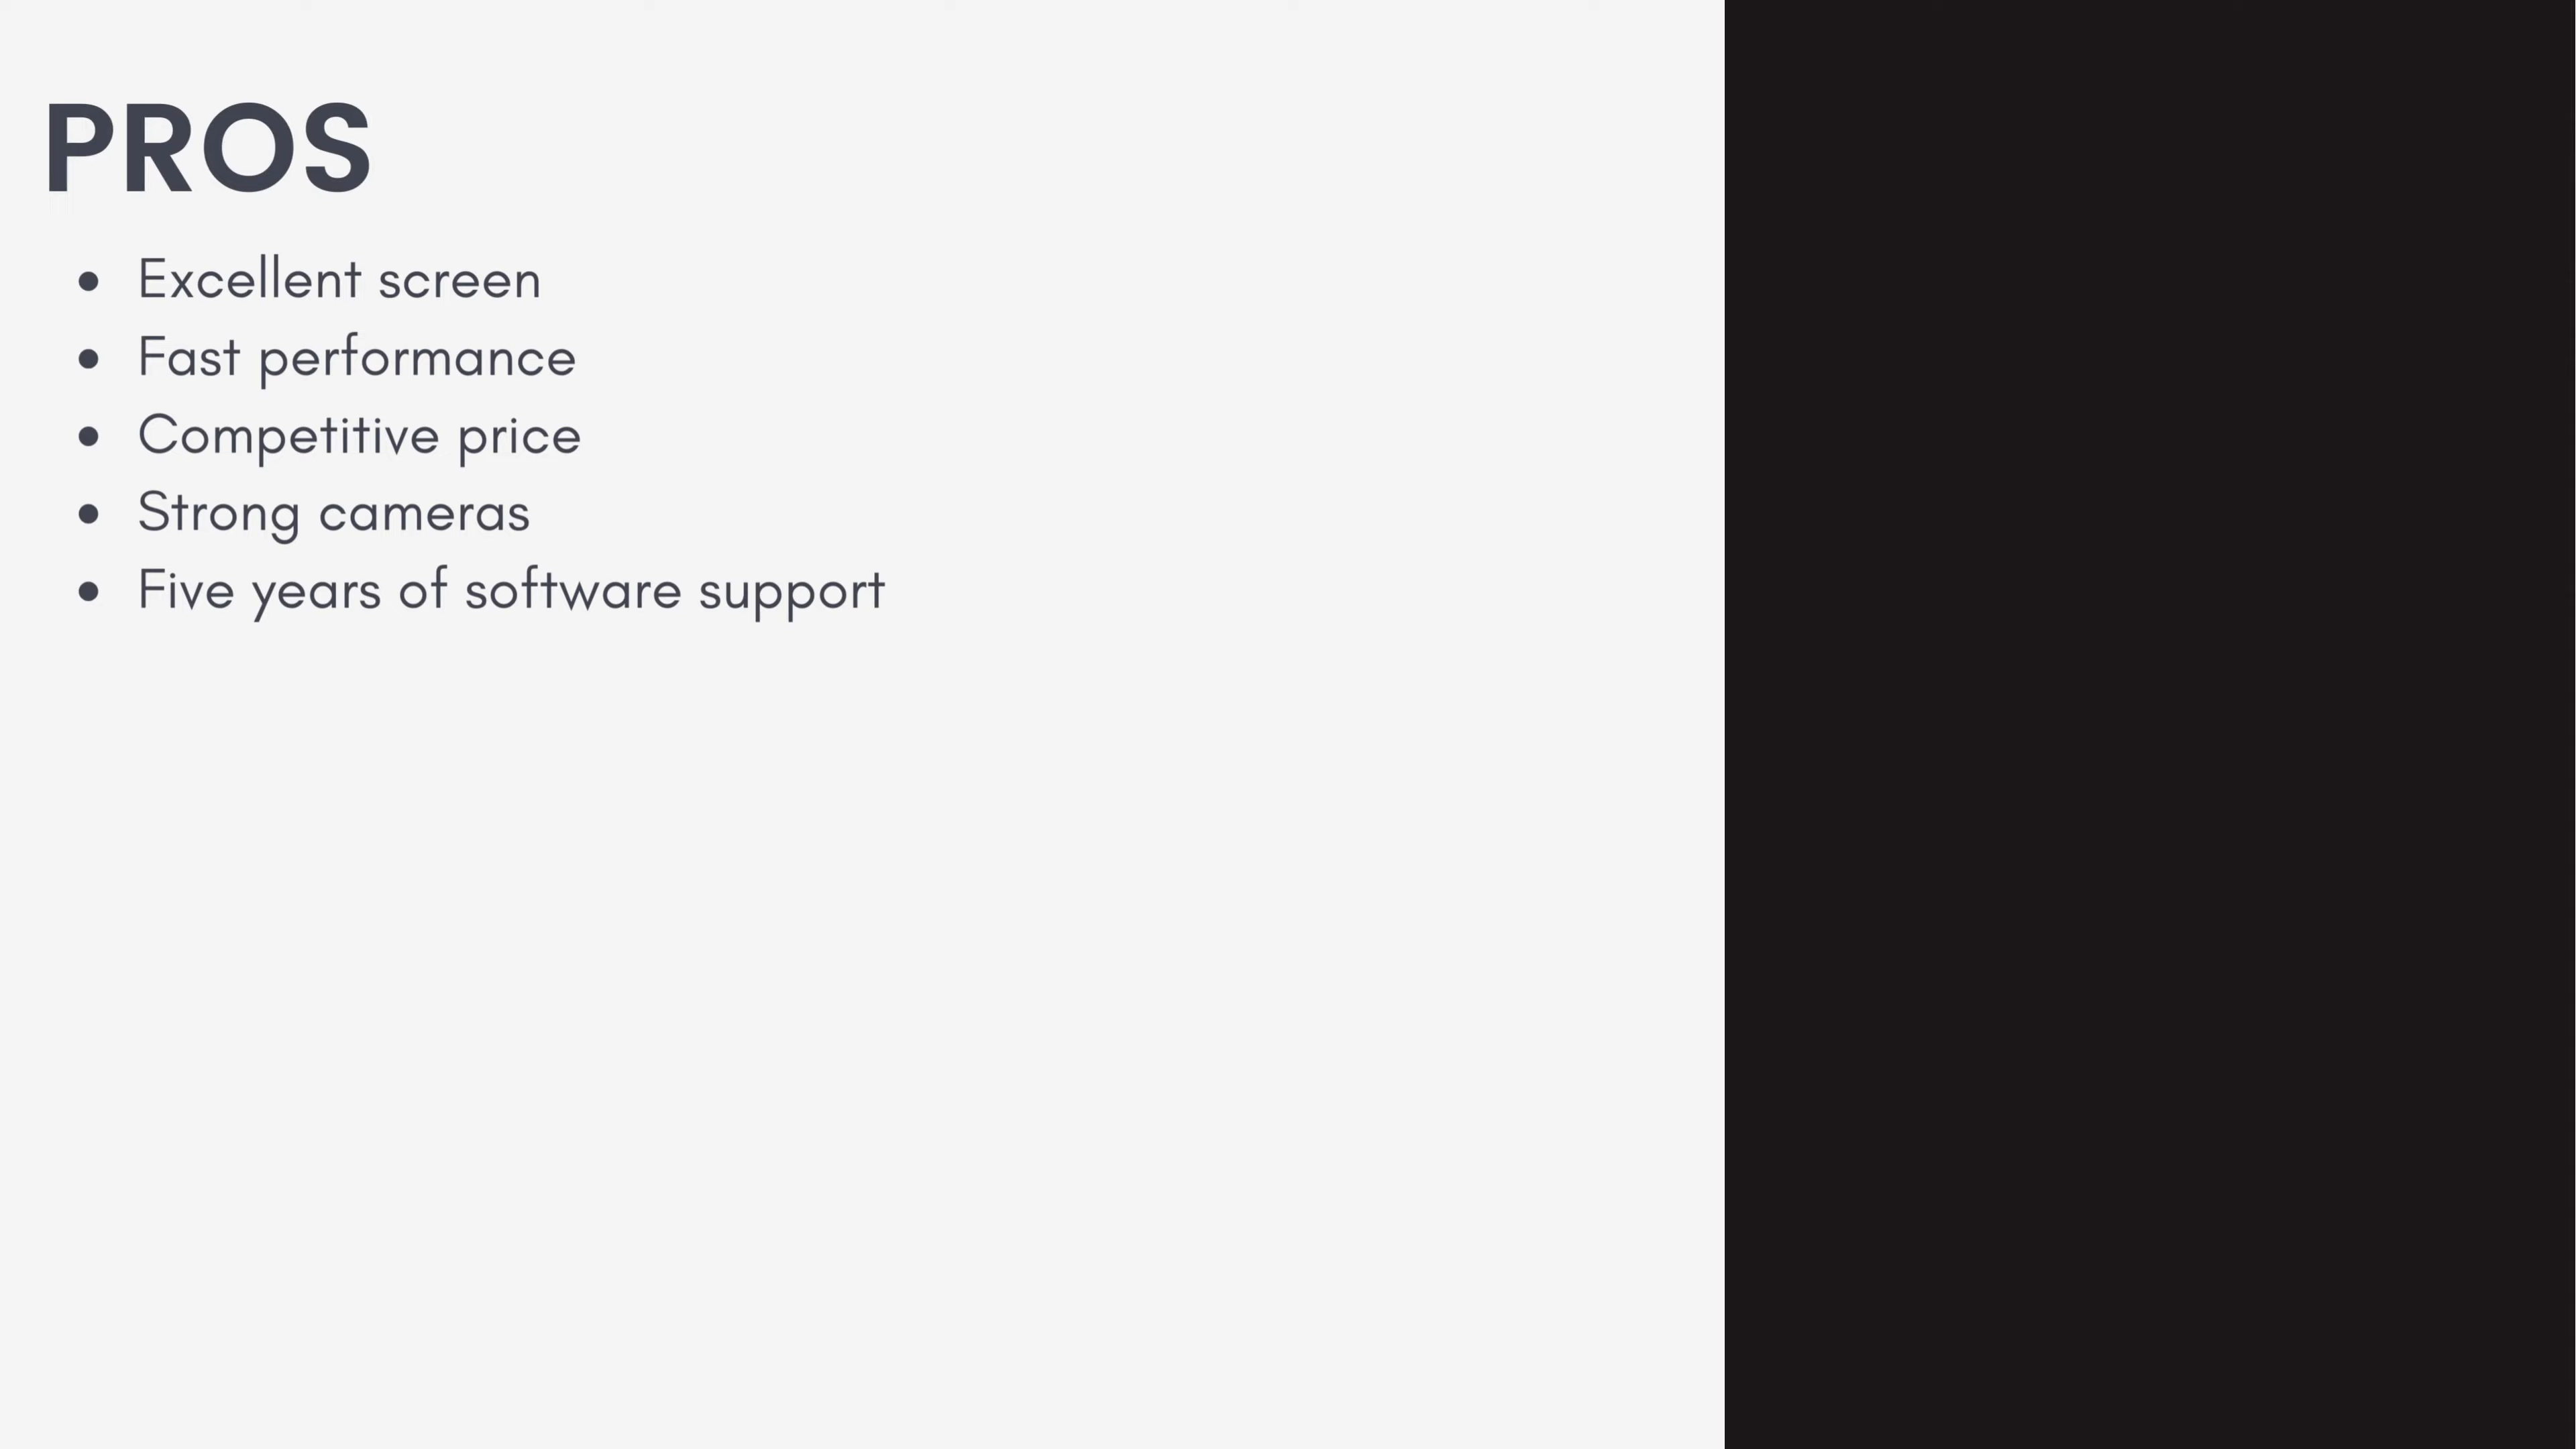 PROS
• Excellent screen
• Fast performance
• Competitive price
• Strong cameras
• Five years of software support